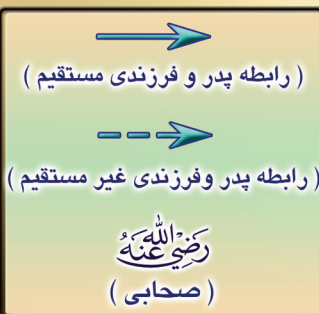 ( رابطه پدر و فرزندی مستقیم )
( رابطه پدر وفرزندی غیر مستقیم )
رَضِيَ اللهُ عَنْهُ
( صحابی )